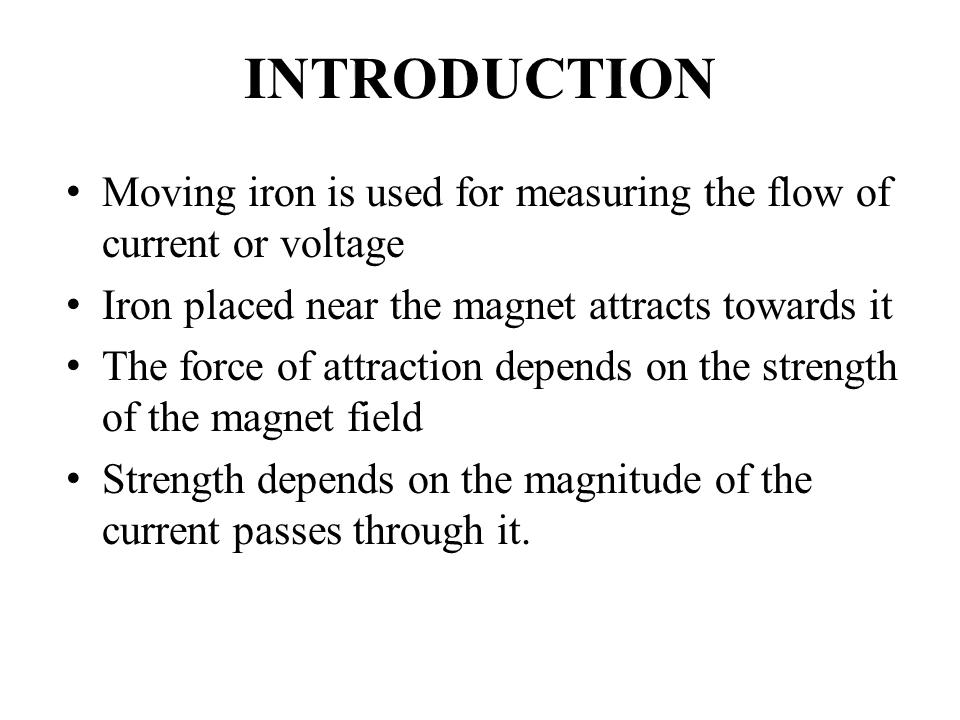 INTRODUCTION
• Moving iron is used for measuring the flow of
current or voltage
• Iron placed near the magnet attracts towards it
• The force of attraction depends on the strength
of the magnet field
• Strength depends on the magnitude of the
current passes through it.